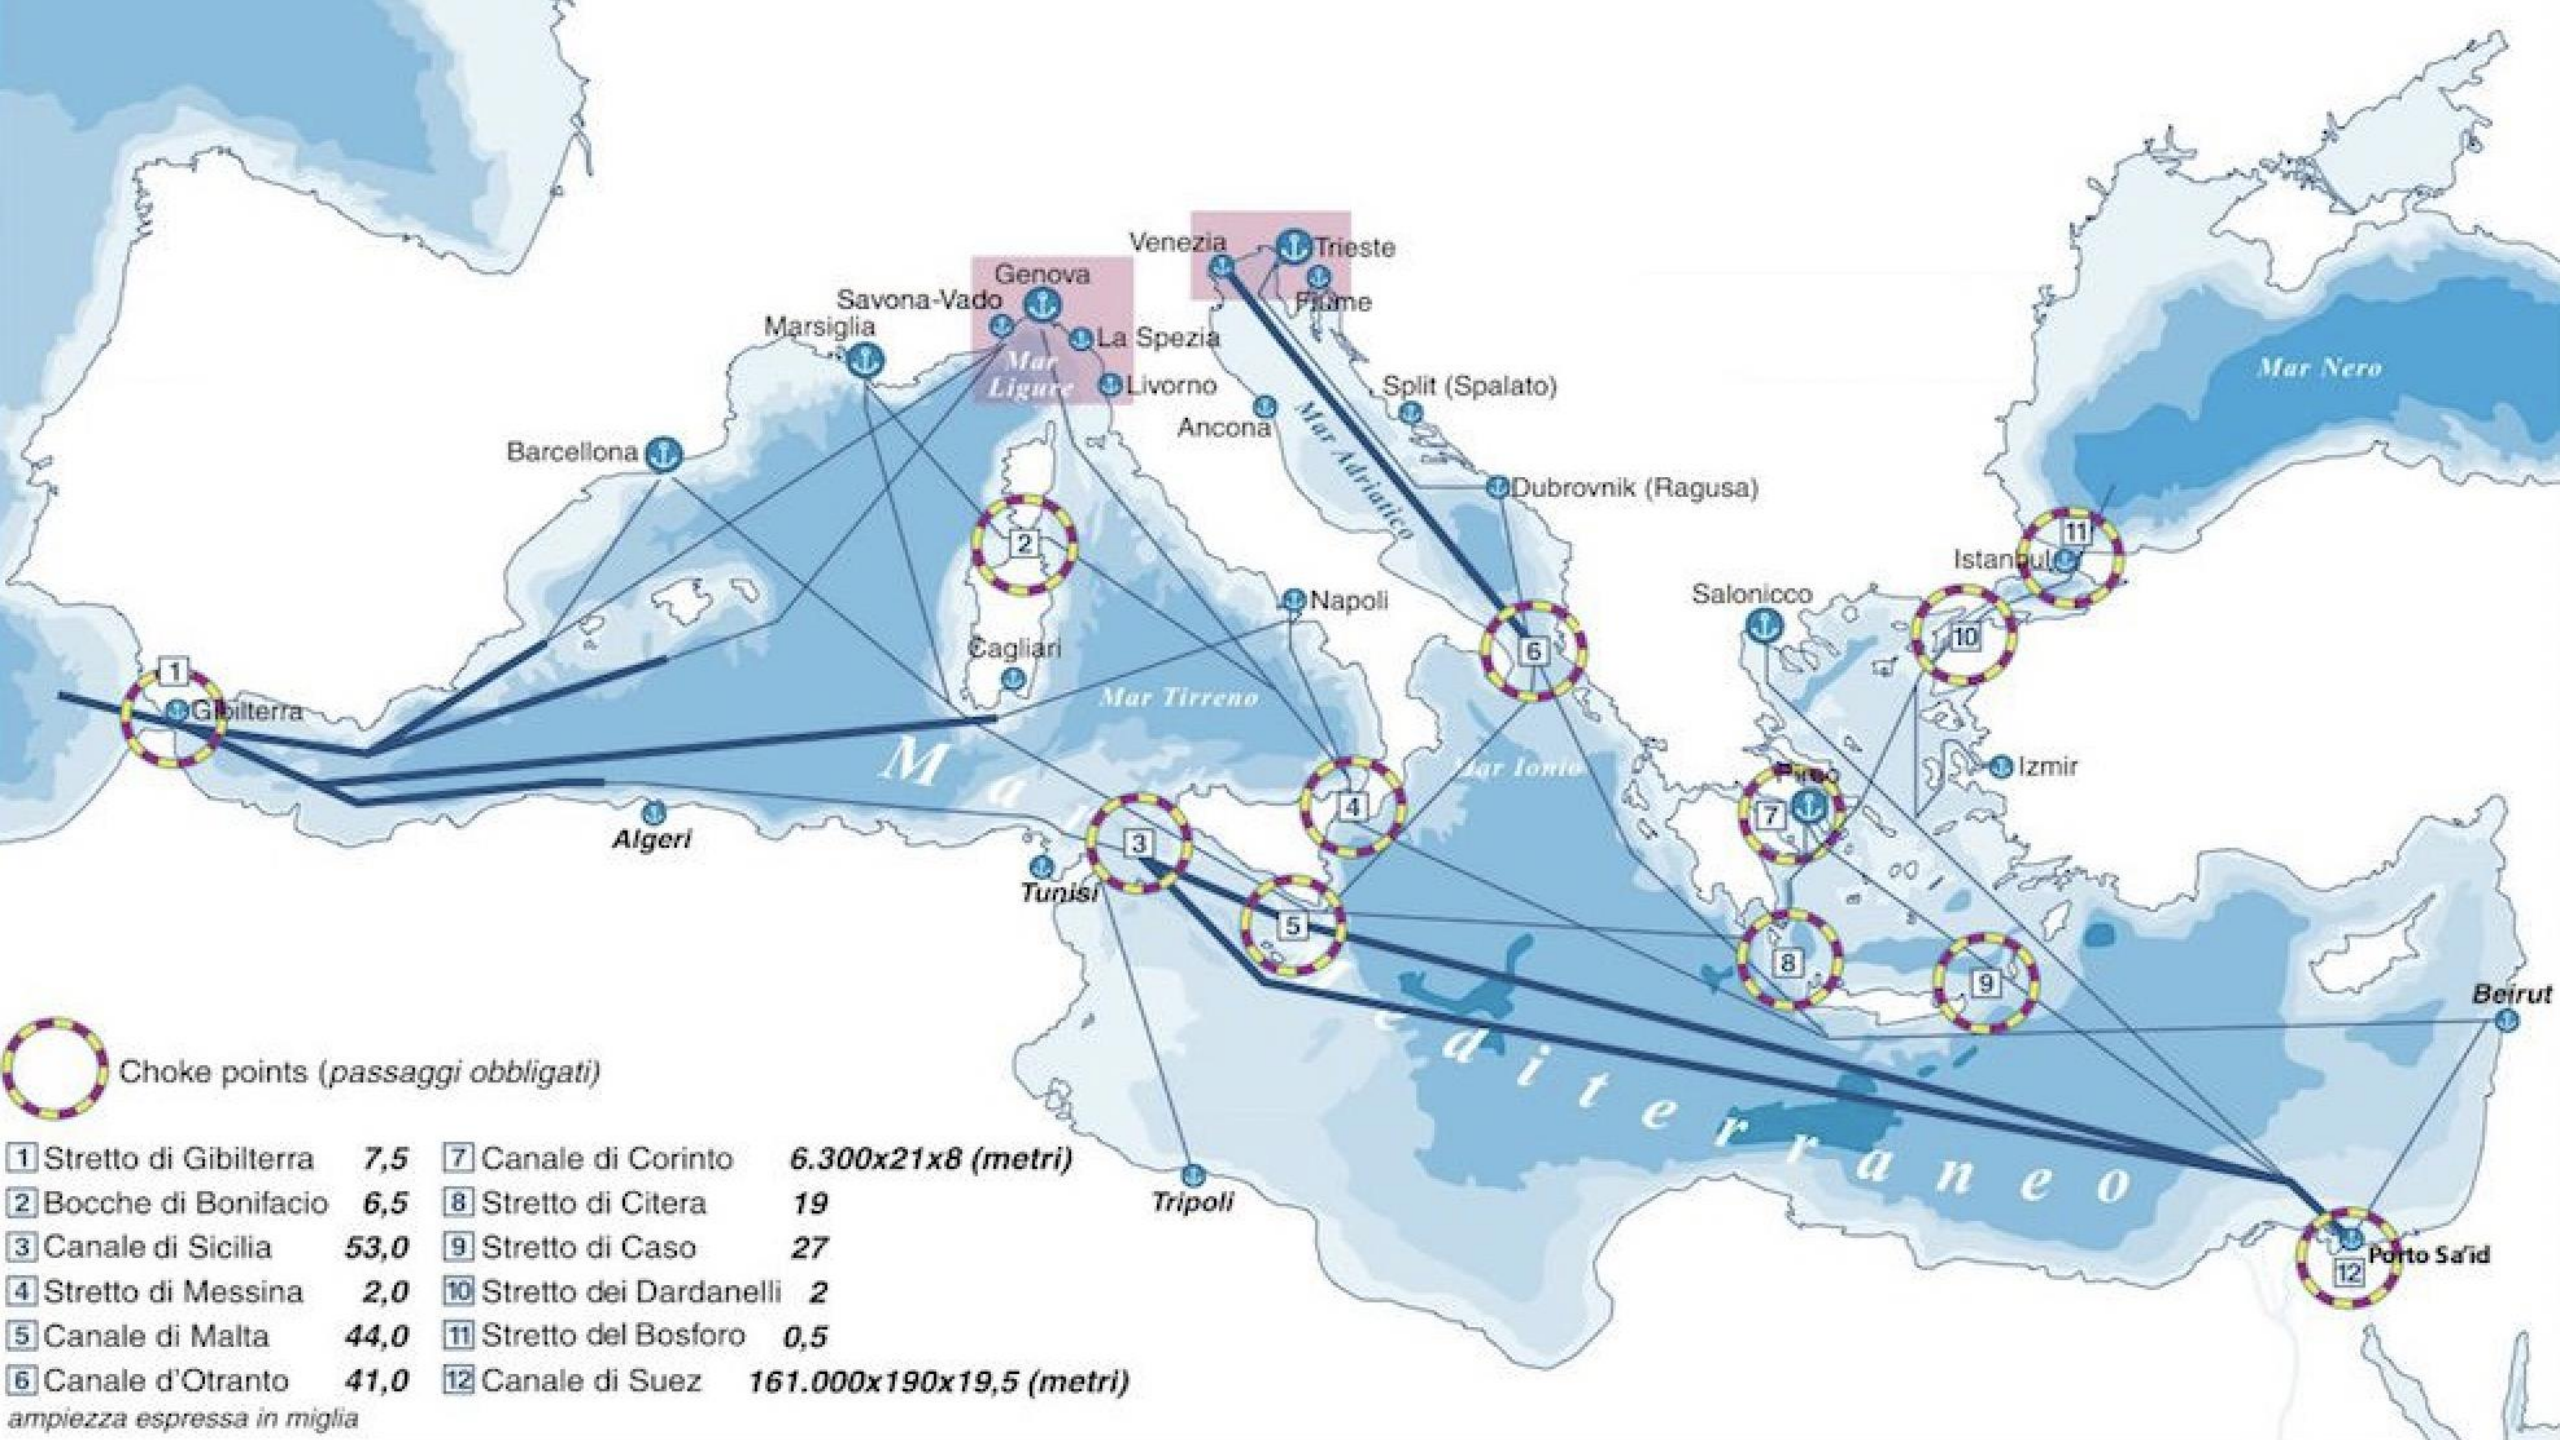 Venezia
Trieste
Fiume
Genova
Savona-Vado
Marsiglia
La Spezia
Mar
Ligure
Livorno
Mar Nero
Split (Spalato)
Ancona
Mar Adriatico
Barcellona
Dubrovnik (Ragusa)
2
11
Istanbul
Napoli
Salonicco
10
6
Cagliari
1
Gibilterra
Mar Tirreno
Mar Ionio
Izmir
Pireo
7
4
Algeri
3
Tunisi
5
8
9
Beirut
Mar Mediterraneo
Tripoli
Porto Sa'id
12
Choke points (passaggi obbligati)
1 Stretto di Gibilterra 7,5
2 Bocche di Bonifacio 6,5
3 Canale di Sicilia 53,0
4 Stretto di Messina 2,0
5 Canale di Malta 44,0
6 Canale d'Otranto 41,0
7 Canale di Corinto 6.300x21x8 (metri)
8 Stretto di Citera 19
9 Stretto di Caso 27
10 Stretto dei Dardanelli 2
11 Stretto del Bosforo 0,5
12 Canale di Suez 161.000x190x19,5 (metri)
ampiezza espressa in miglia